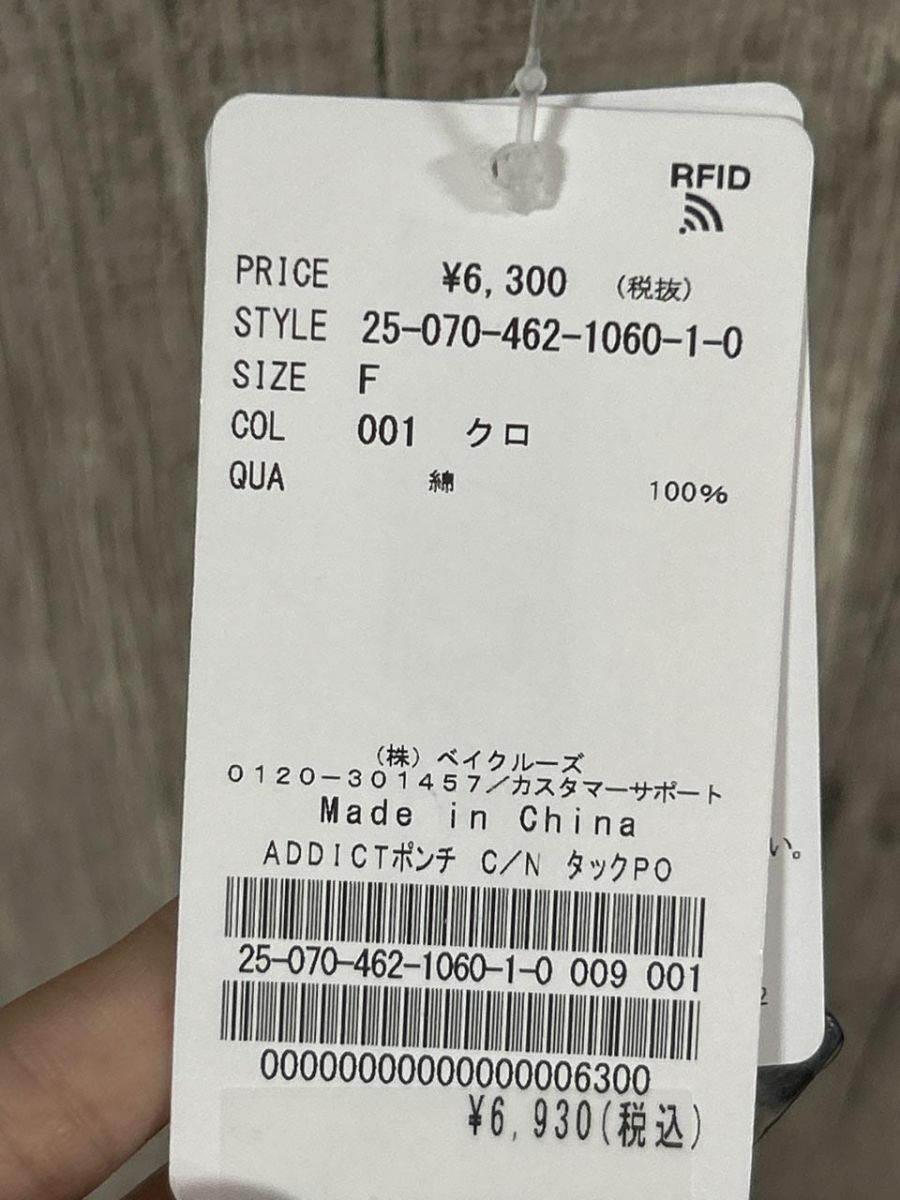 RFID
PRICE ¥6,300 (税抜)
STYLE 25-070-462-1060-1-0
SIZE F
COL 001 クロ
QUA 綿 100%
(株) ベイクルーズ
0120-301457/カスタマーサポート
Made in China
ADDICTポンチ C/N タックPO
25-070-462-1060-1-0 009 001
00000000000000006300
¥6,930(税込)
い。
2